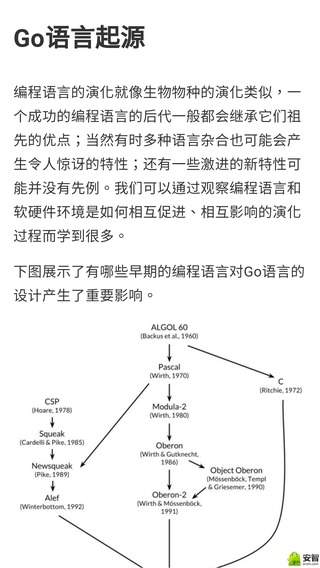 Go语言起源
编程语言的演化就像生物物种的演化类似，一
个成功的编程语言的后代一般都会继承它们祖
先的优点；当然有时多种语言杂合也可能会产
生令人惊讶的特性；还有一些激进的新特性可
能并没有先例。我们可以通过观察编程语言和
软硬件环境是如何相互促进、相互影响的演化
过程而学到很多。
下图展示了有哪些早期的编程语言对Go语言的
设计产生了重要影响。
ALGOL 60
(Backus et al., 1960)
Pascal
(Wirth, 1970)
C
(Ritchie, 1972)
CSP
(Hoare, 1978)
Modula-2
(Wirth, 1980)
Squeak
(Cardelli & Pike, 1985)
Oberon
(Wirth & Gutknecht,
1986)
Newsqueak
(Pike, 1989)
Object Oberon
(Mössenböck, Templ
& Griesemer, 1990)
Alef
(Winterbottom, 1992)
Oberon-2
(Wirth & Mössenböck,
1991)
安智